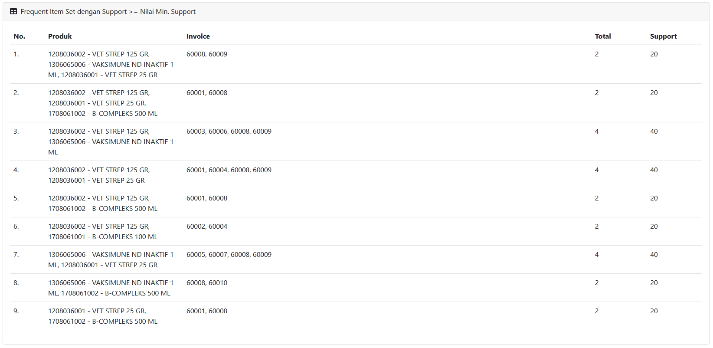 Frequent Item Set dengan Support >= Nilai Min. Support
No. Produk Invoice Total Support
1. 1208036002 - VET STREP 125 GR, 60008, 60009 2 20
1306065006 - VAKSIMUNE ND INAKTIF 1
ML, 1208036001 - VET STREP 25 GR
2. 1208036002 - VET STREP 125 GR, 60001, 60008 2 20
1208036001 - VET STREP 25 GR,
1708061002 - B-COMPLEKS 500 ML
3. 1208036002 - VET STREP 125 GR, 60003, 60006, 60008, 60009 4 40
1306065006 - VAKSIMUNE ND INAKTIF 1
ML
4. 1208036002 - VET STREP 125 GR, 60001, 60004, 60008, 60009 4 40
1208036001 - VET STREP 25 GR
5. 1208036002 - VET STREP 125 GR, 60001, 60008 2 20
1708061002 - B-COMPLEKS 500 ML
6. 1208036002 - VET STREP 125 GR, 60002, 60004 2 20
1708061001 - B-COMPLEKS 100 ML
7. 1306065006 - VAKSIMUNE ND INAKTIF 1 60005, 60007, 60008, 60009 4 40
ML, 1208036001 - VET STREP 25 GR
8. 1306065006 - VAKSIMUNE ND INAKTIF 1 60008, 60010 2 20
ML, 1708061002 - B-COMPLEKS 500 ML
9. 1208036001 - VET STREP 25 GR, 60001, 60008 2 20
1708061002 - B-COMPLEKS 500 ML